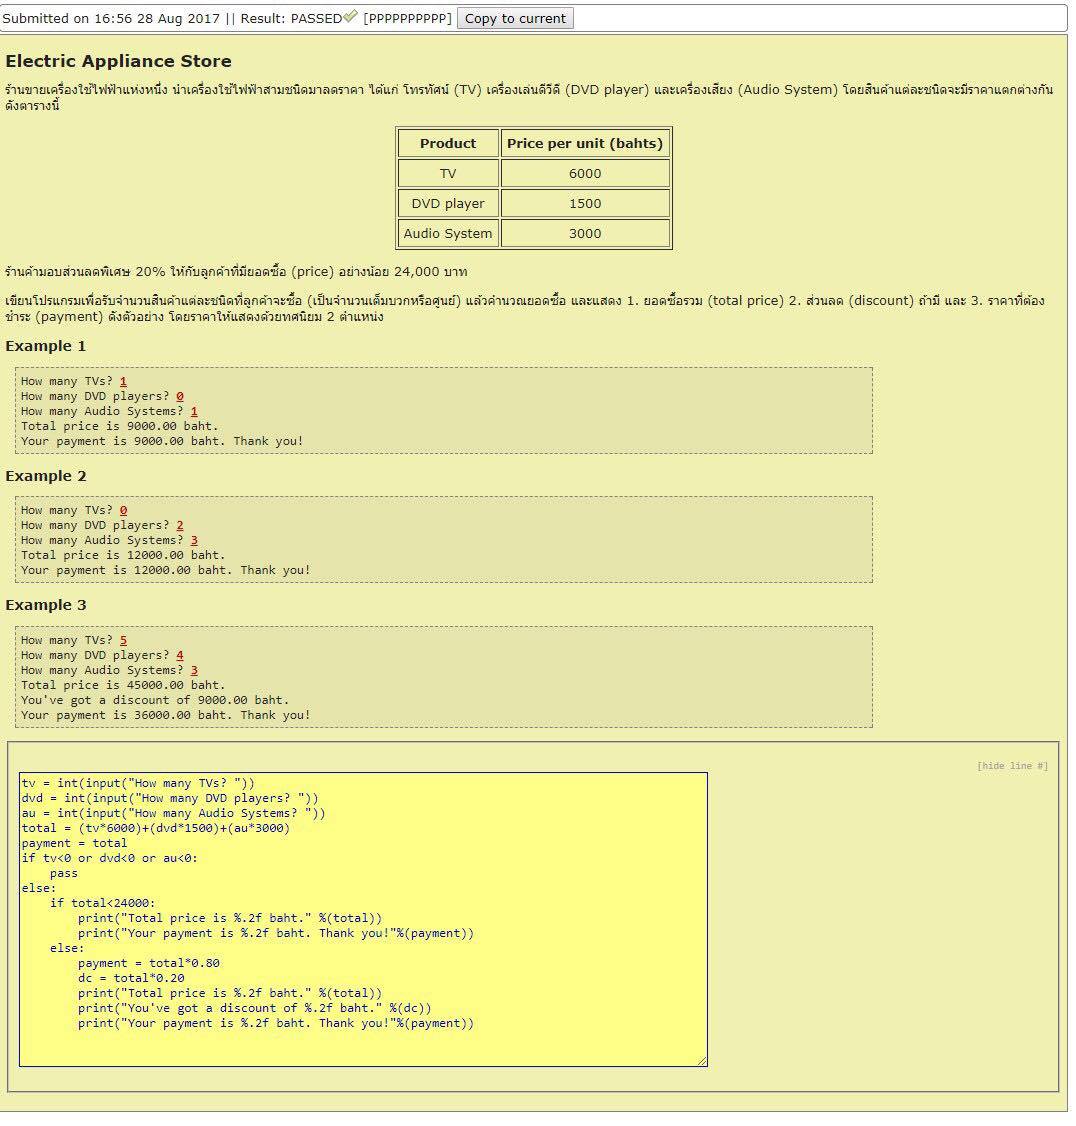 Submitted on 16:56 28 Aug 2017 || Result: PASSED [PPPPPPPPPP] Copy to current
Electric Appliance Store
ร้านขายเครื่องใช้ไฟฟ้าแห่งหนึ่ง นำเครื่องใช้ไฟฟ้าสามชนิดมาลดราคา ได้แก่ โทรทัศน์ (TV) เครื่องเล่นดีวีดี (DVD player) และเครื่องเสียง (Audio System) โดยสินค้าแต่ละชนิดจะมีราคาแตกต่างกัน
ดังตารางนี้
Product Price per unit (bahts)
TV 6000
DVD player 1500
Audio System 3000
ร้านค้ามอบส่วนลดพิเศษ 20% ให้กับลูกค้าที่มียอดซื้อ (price) อย่างน้อย 24,000 บาท
เขียนโปรแกรมเพื่อรับจำนวนสินค้าแต่ละชนิดที่ลูกค้าจะซื้อ (เป็นจำนวนเต็มบวกหรือศูนย์) แล้วคำนวณยอดซื้อ และแสดง 1. ยอดซื้อรวม (total price) 2. ส่วนลด (discount) ถ้ามี และ 3. ราคาที่ต้อง
ชำระ (payment) ดังตัวอย่าง โดยราคาให้แสดงด้วยทศนิยม 2 ตำแหน่ง
Example 1
How many TVs? 1
How many DVD players? 0
How many Audio Systems? 1
Total price is 9000.00 baht.
Your payment is 9000.00 baht. Thank you!
Example 2
How many TVs? 0
How many DVD players? 2
How many Audio Systems? 3
Total price is 12000.00 baht.
Your payment is 12000.00 baht. Thank you!
Example 3
How many TVs? 5
How many DVD players? 4
How many Audio Systems? 3
Total price is 45000.00 baht.
You've got a discount of 9000.00 baht.
Your payment is 36000.00 baht. Thank you!
[hide line #]
tv = int(input("How many TVs? "))
dvd = int(input("How many DVD players? "))
au = int(input("How many Audio Systems? "))
total = (tv*6000)+(dvd*1500)+(au*3000)
payment = total
if tv<0 or dvd<0 or au<0:
    pass
else:
    if total<24000:
        print("Total price is %.2f baht." %(total))
        print("Your payment is %.2f baht. Thank you!"%(payment))
    else:
        payment = total*0.80
        dc = total*0.20
        print("Total price is %.2f baht." %(total))
        print("You've got a discount of %.2f baht." %(dc))
        print("Your payment is %.2f baht. Thank you!"%(payment))